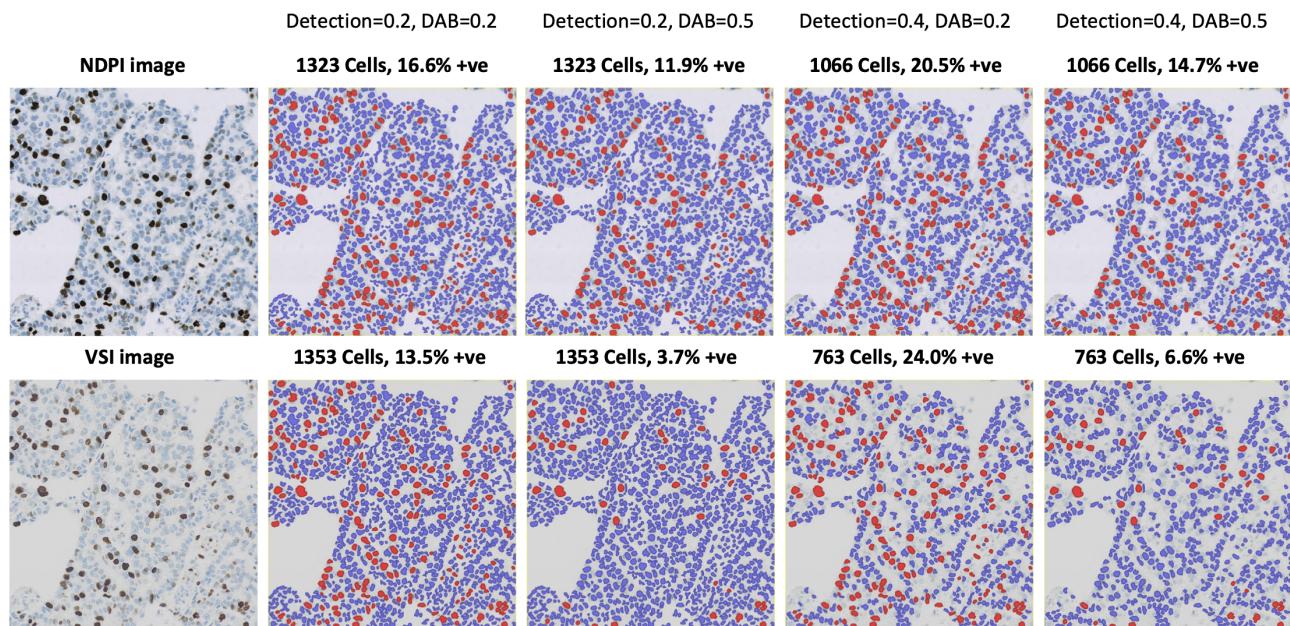 Detection=0.2, DAB=0.2
Detection=0.2, DAB=0.5
Detection=0.4, DAB=0.2
Detection=0.4, DAB=0.5
NDPI image
1323 Cells, 16.6% +ve
1323 Cells, 11.9% +ve
1066 Cells, 20.5% +ve
1066 Cells, 14.7% +ve
VSI image
1353 Cells, 13.5% +ve
1353 Cells, 3.7% +ve
763 Cells, 24.0% +ve
763 Cells, 6.6% +ve